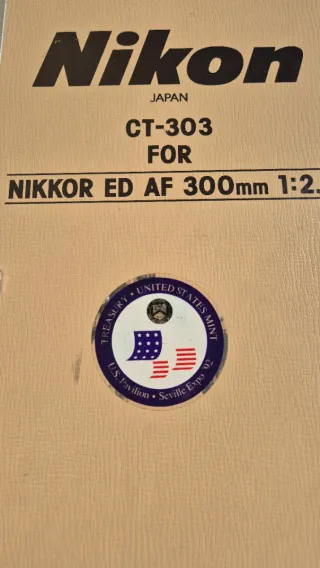 Nikon
JAPAN
CT-303
FOR
NIKKOR ED AF 300mm 1:2.
TREASURY • UNITED STATES MINT
U.S. Pavilion • Seville Expo '92